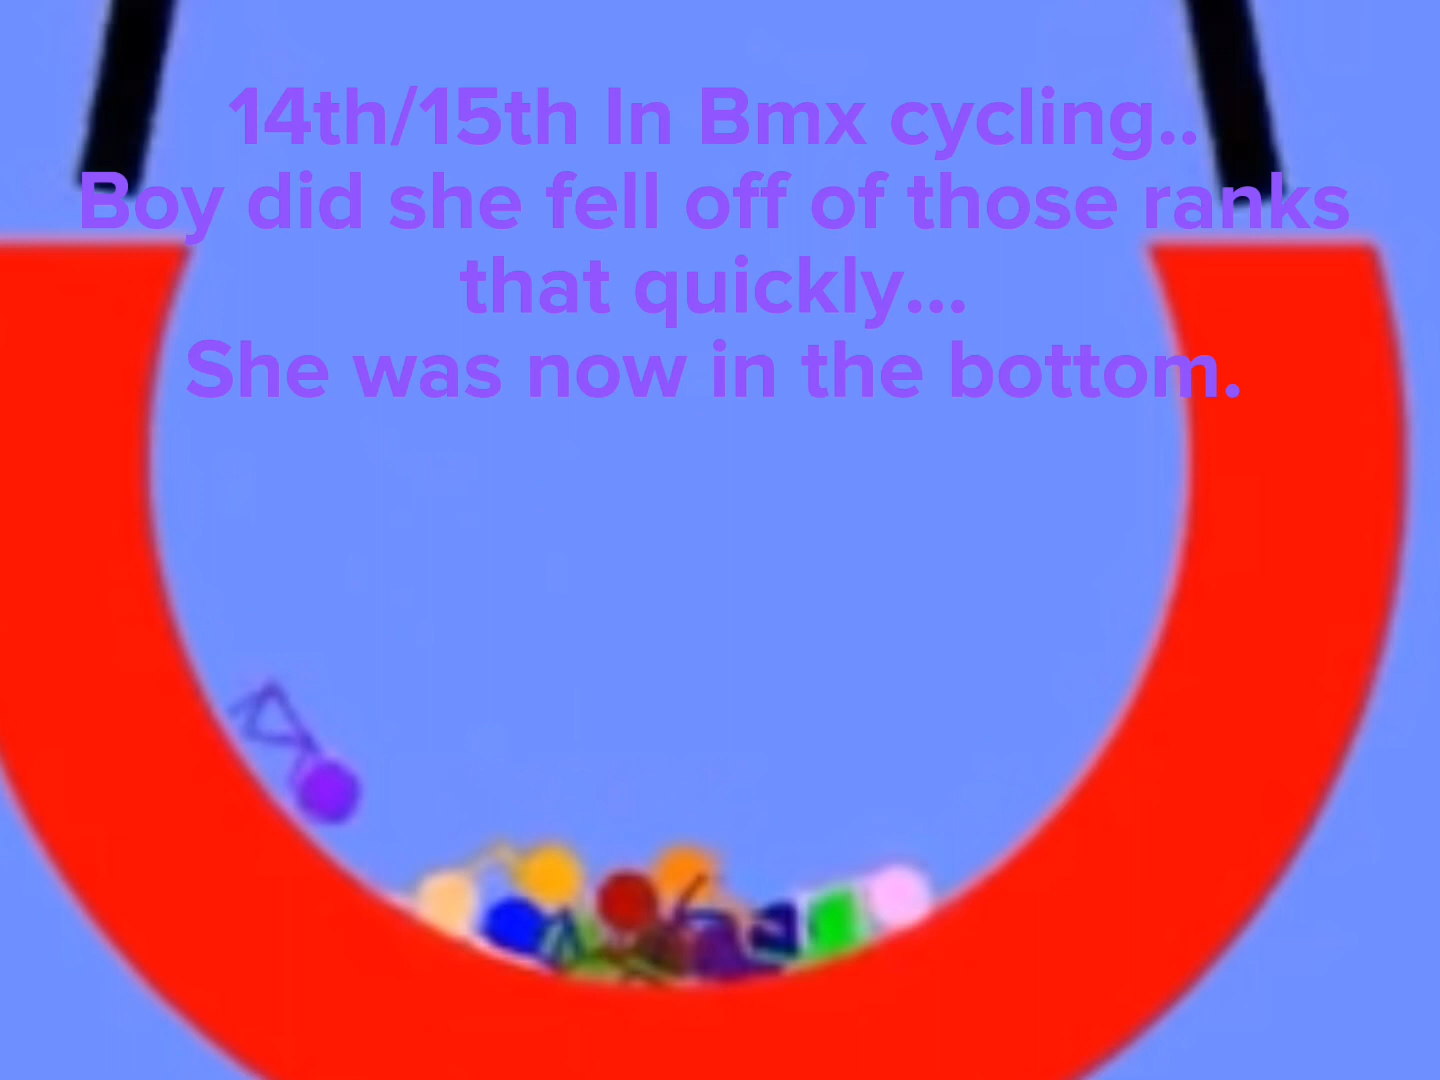 14th/15th In Bmx cycling..
Boy did she fell off of those ranks
that quickly...
She was now in the bottom.